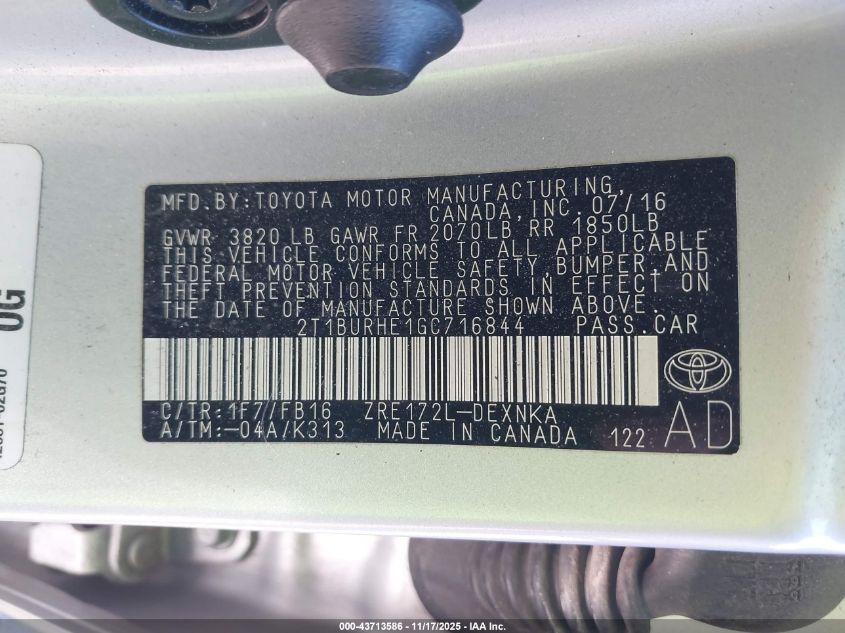 MFD. BY: TOYOTA MOTOR MANUFACTURING,
CANADA, INC. 07/16
GVWR 3820 LB GAWR FR 2070LB RR 1850LB
THIS VEHICLE CONFORMS TO ALL APPLICABLE
FEDERAL MOTOR VEHICLE SAFETY, BUMPER, AND
THEFT PREVENTION STANDARDS IN EFFECT ON
THE DATE OF MANUFACTURE SHOWN ABOVE.
2T1BURHE1GC716844 PASS. CAR
C/TR: 1F7/FB16 ZRE172L-DEXNKA
A/TM: -04A/K313 MADE IN CANADA 122 AD
0G
000-43713586 - 11/17/2025 - IAA Inc.